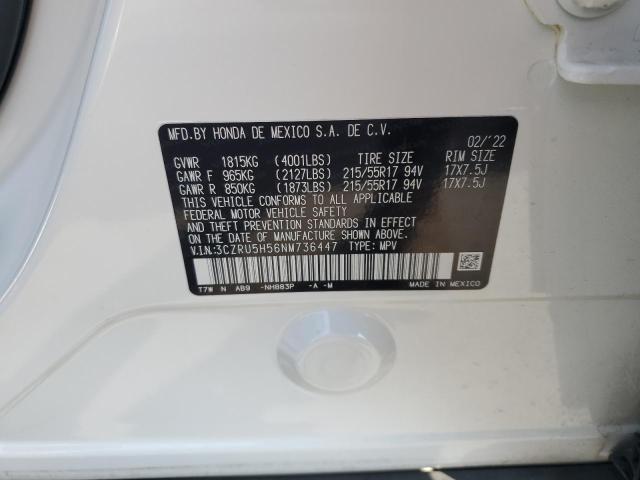 MFD.BY HONDA DE MEXICO S.A. DE C.V.
02/'22
GVWR 1815KG (4001LBS) TIRE SIZE RIM SIZE
GAWR F 965KG (2127LBS) 215/55R17 94V 17X7.5J
GAWR R 850KG (1873LBS) 215/55R17 94V 17X7.5J
THIS VEHICLE CONFORMS TO ALL APPLICABLE
FEDERAL MOTOR VEHICLE SAFETY
AND THEFT PREVENTION STANDARDS IN EFFECT
ON THE DATE OF MANUFACTURE SHOWN ABOVE.
V.I.N:3CZRU5H56NM736447 TYPE: MPV
T7W N AB9 -NH883P -A -M MADE IN MEXICO